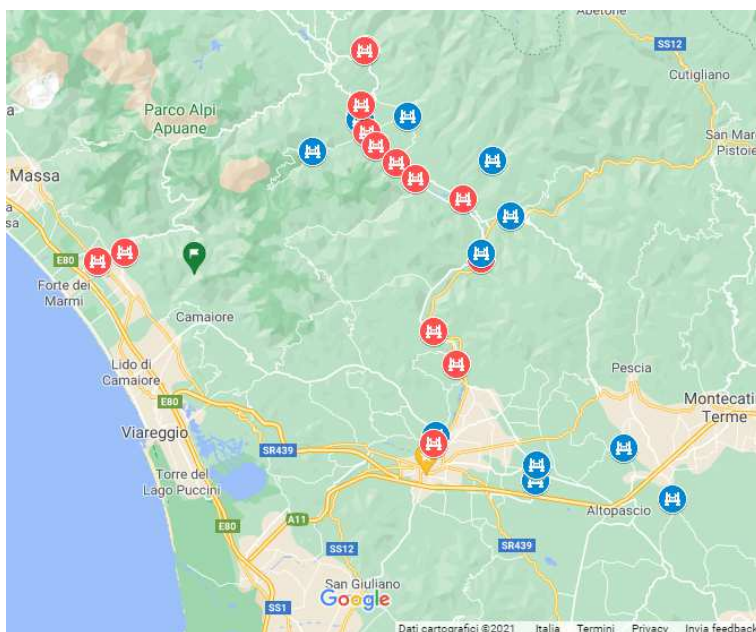 Abetone
SS12
Cutigliano
Parco Alpi
Apuane
San Mar
Pistoie
Massa
E80
Forte dei
Marmi
Camaiore
Lido di
Camaiore
E80
Pescia
Montecati
Terme
Viareggio
SR439
Torre del
Lago Puccini
Altopascio
E80
A11
SS12
SR439
San Giuliano
Google
SS1
Dati cartografici ©2021 Italia Termini Privacy Invia feedback